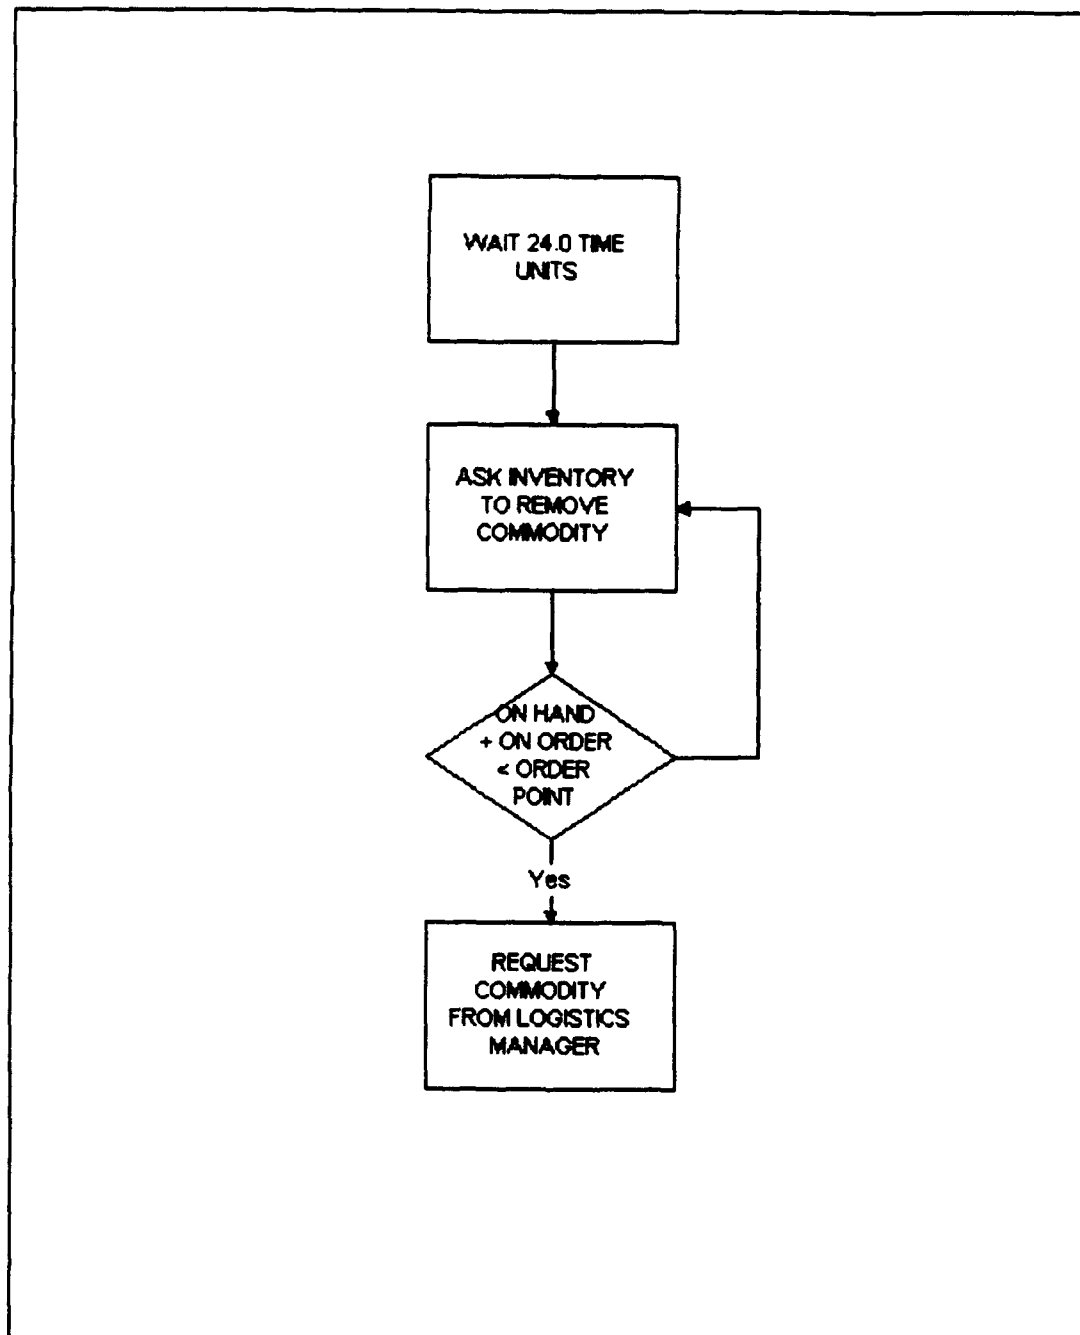 WAIT 24.0 TIME
UNITS
ASK INVENTORY
TO REMOVE
COMMODITY
ON HAND
+ ON ORDER
< ORDER
POINT
Yes
REQUEST
COMMODITY
FROM LOGISTICS
MANAGER